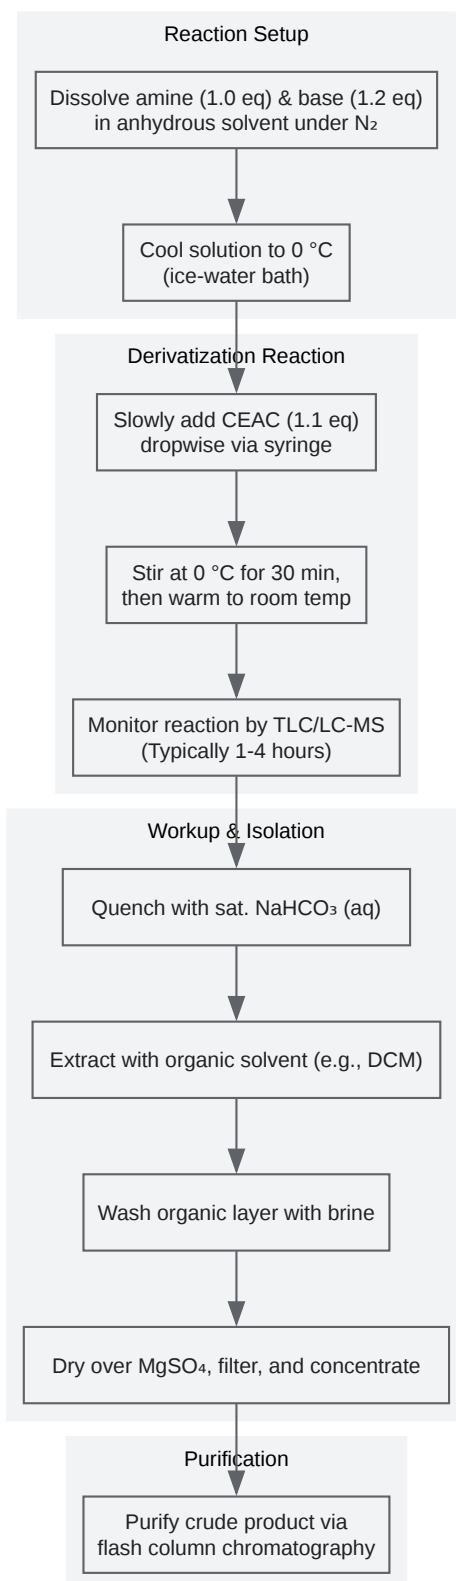 Reaction Setup
Dissolve amine (1.0 eq) & base (1.2 eq)
in anhydrous solvent under N₂
Cool solution to 0 °C
(ice-water bath)
Derivatization Reaction
Slowly add CEAC (1.1 eq)
dropwise via syringe
Stir at 0 °C for 30 min,
then warm to room temp
Monitor reaction by TLC/LC-MS
(Typically 1-4 hours)
Workup & Isolation
Quench with sat. NaHCO₃ (aq)
Extract with organic solvent (e.g., DCM)
Wash organic layer with brine
Dry over MgSO₄, filter, and concentrate
Purification
Purify crude product via
flash column chromatography